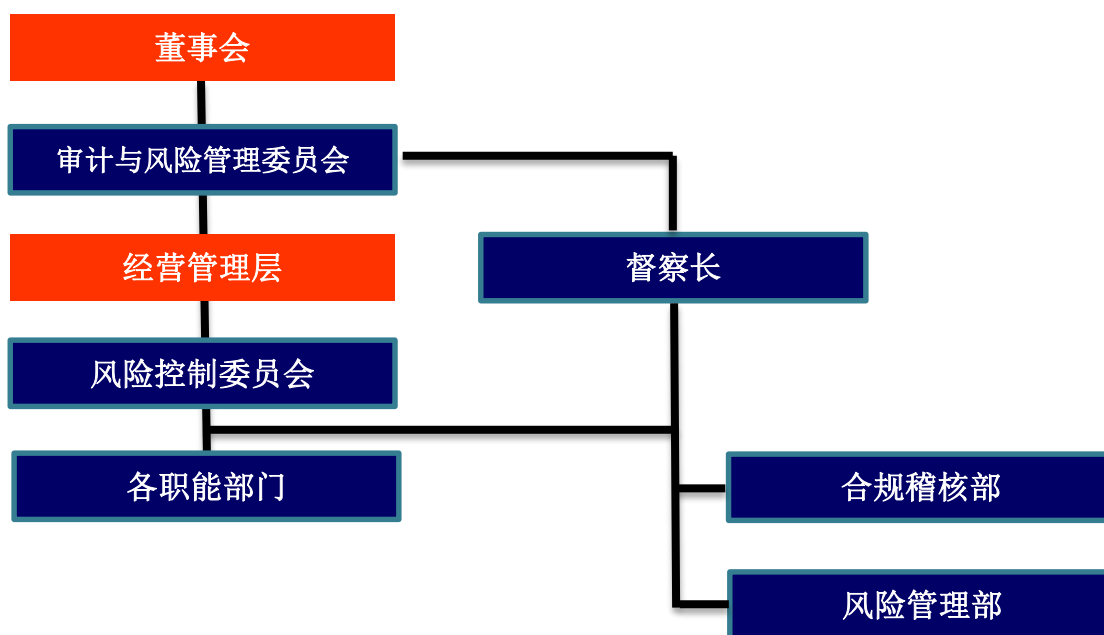 董事会
审计与风险管理委员会
经营管理层
督察长
风险控制委员会
各职能部门
合规稽核部
风险管理部